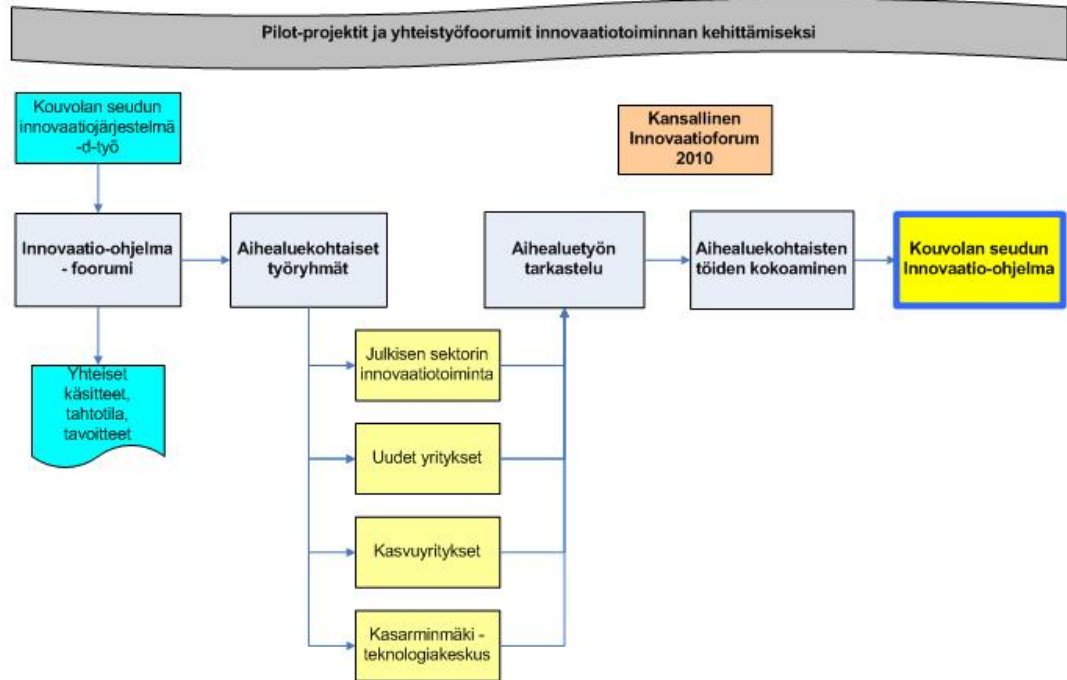 Pilot-projektit ja yhteistyöfoorumit innovaatiotoiminnan kehittämiseksi
Kouvolan seudun
innovaatiojärjestelmä
-d-työ
Kansallinen
Innovaatioforum
2010
Innovaatio-ohjelma
- foorumi
Aihealuekohtaiset
työryhmät
Aihealuetyön
tarkastelu
Aihealuekohtaisten
töiden kokoaminen
Kouvolan seudun
Innovaatio-ohjelma
Yhteiset
käsitteet,
tahtotila,
tavoitteet
Julkisen sektorin
innovaatiotoiminta
Uudet yritykset
Kasvuyritykset
Kasarminmäki -
teknologiakeskus